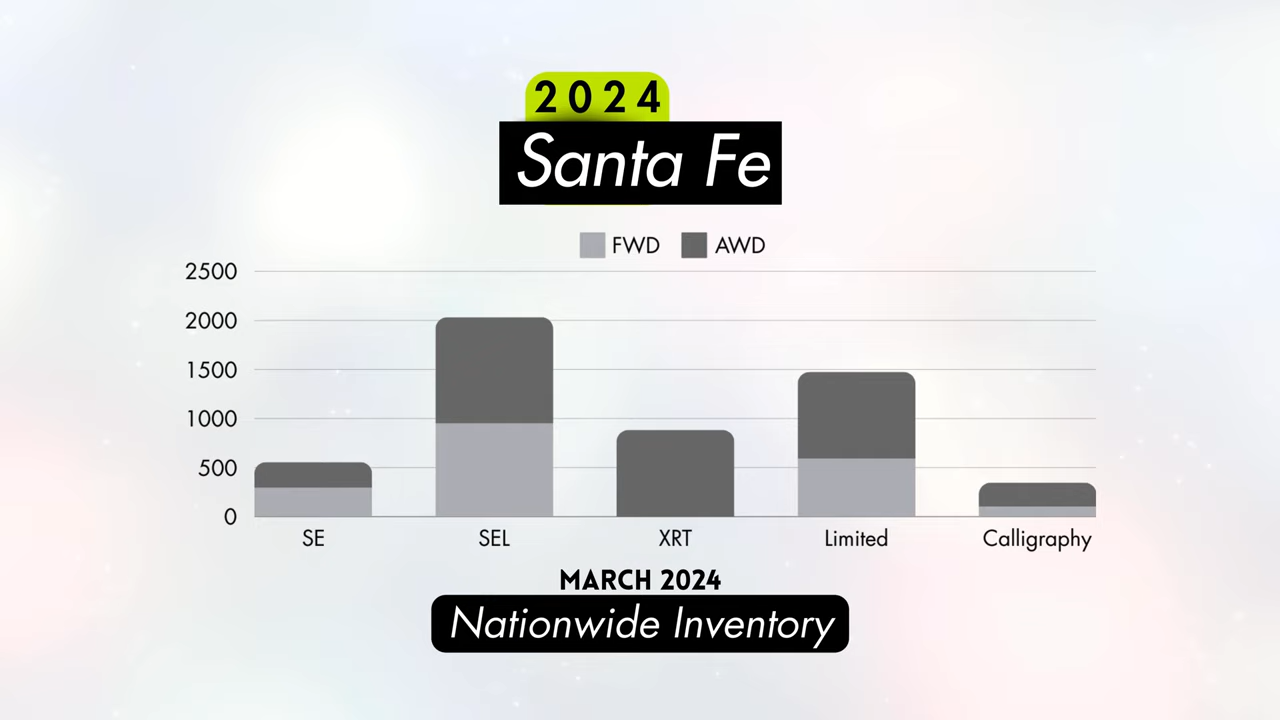 2024
Santa Fe
FWD AWD
2500
2000
1500
1000
500
0
SE SEL XRT Limited Calligraphy
MARCH 2024
Nationwide Inventory